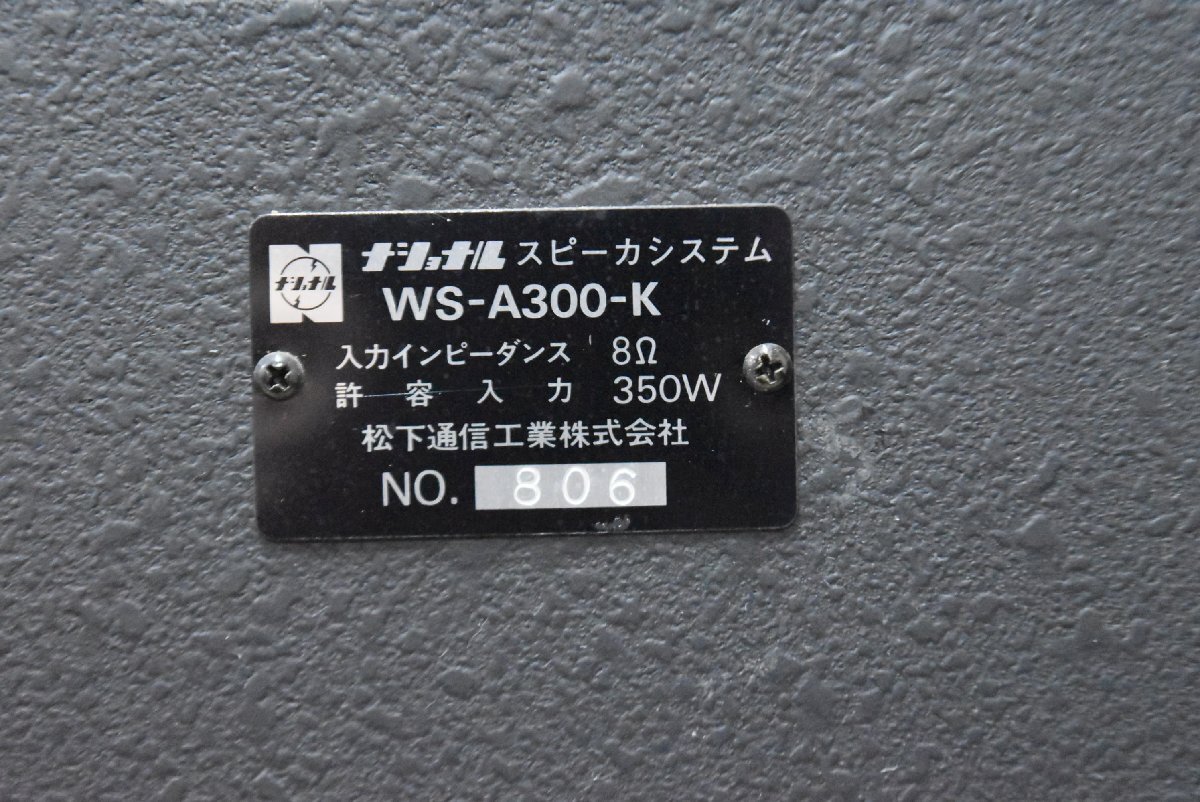 ナショナル
ナショナル スピーカシステム
WS-A300-K
入力インピーダンス 8Ω
許容入力 350W
松下通信工業株式会社
NO. 806